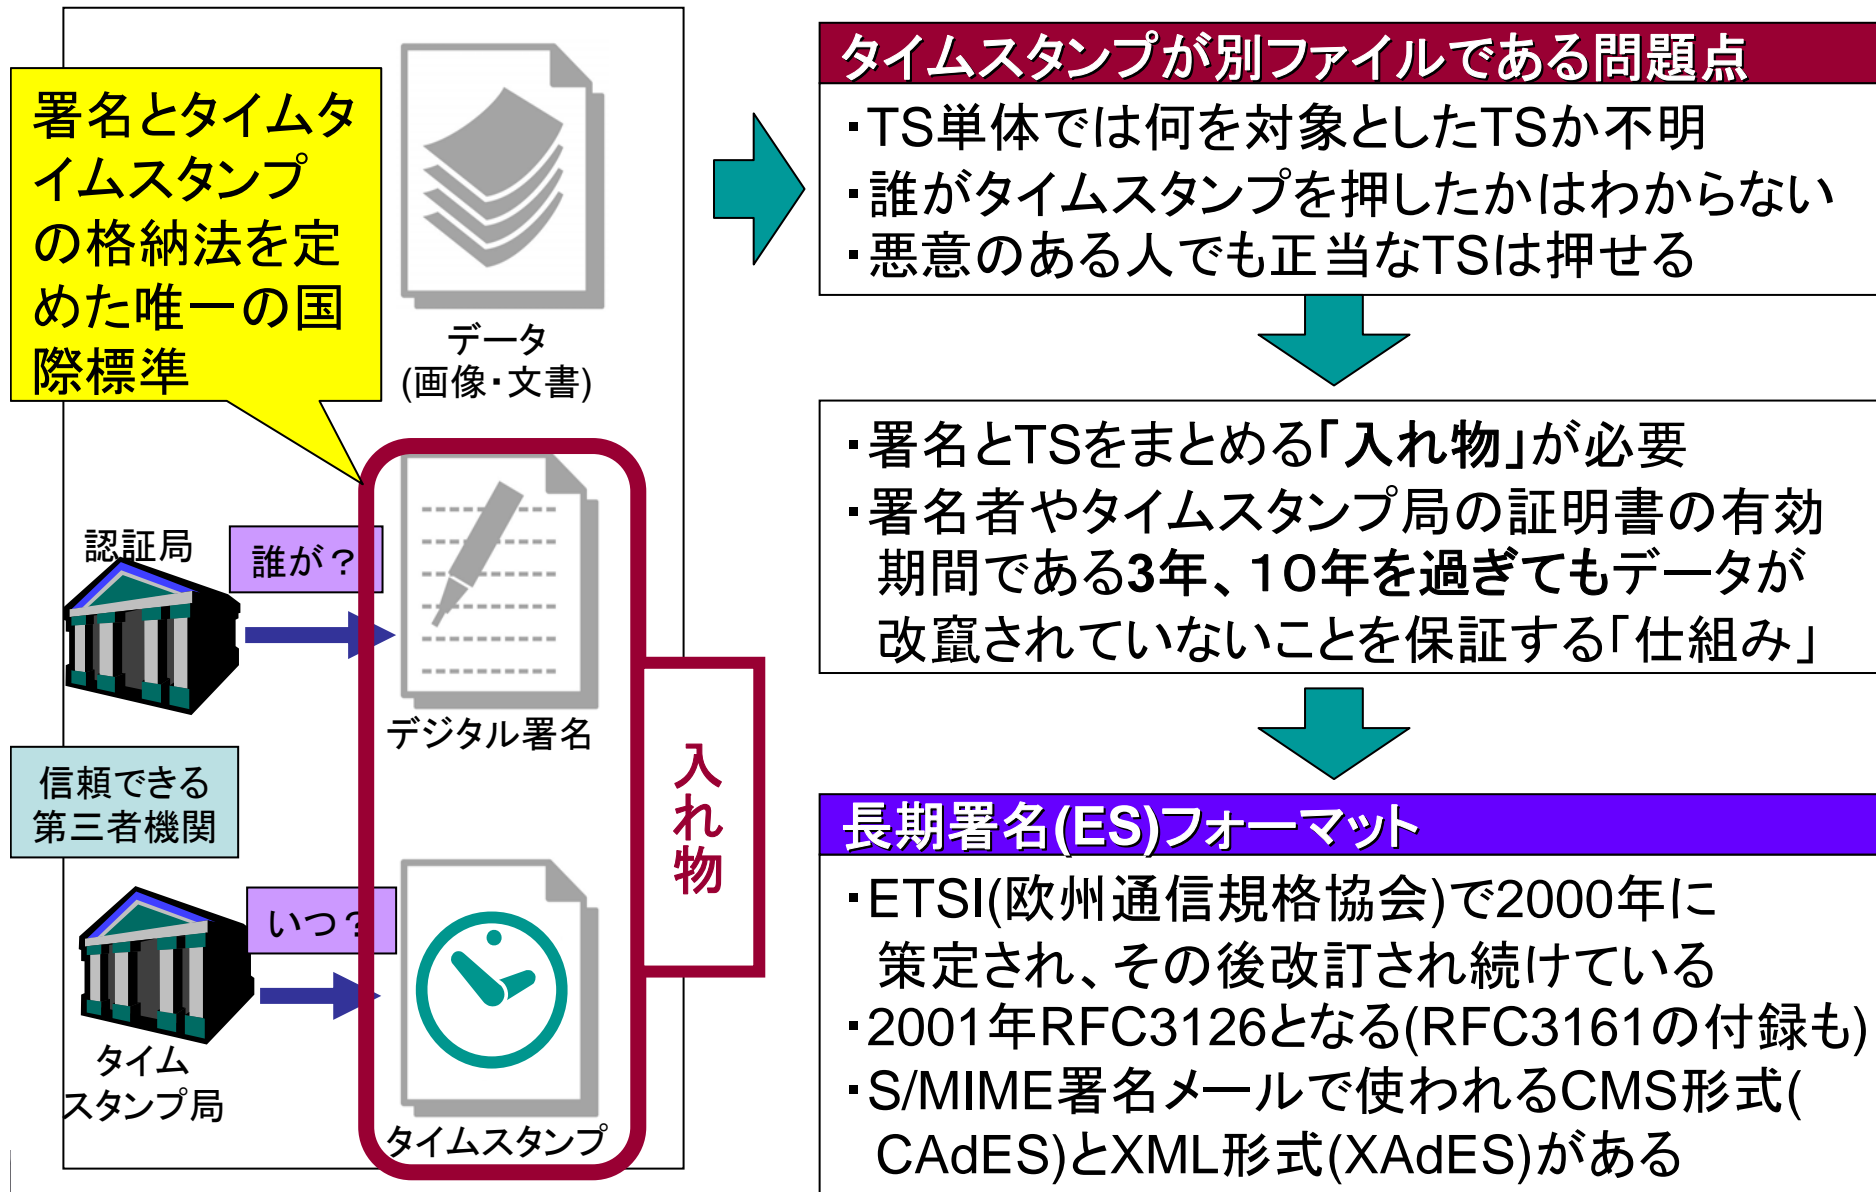 署名とタイムタ
イムスタンプ
の格納法を定
めた唯一の国
際標準
データ
(画像・文書)
認証局
誰が？
デジタル署名
信頼できる
第三者機関
いつ？
タイム
スタンプ局
タイムスタンプ
入れ物
タイムスタンプが別ファイルである問題点
・TS単体では何を対象としたTSか不明
・誰がタイムスタンプを押したかはわからない
・悪意のある人でも正当なTSは押せる
・署名とTSをまとめる「入れ物」が必要
・署名者やタイムスタンプ局の証明書の有効
期間である3年、１０年を過ぎてもデータが
改竄されていないことを保証する「仕組み」
長期署名(ES)フォーマット
・ETSI(欧州通信規格協会)で2000年に
策定され、その後改訂され続けている
・2001年RFC3126となる(RFC3161の付録も)
・S/MIME署名メールで使われるCMS形式(
CAdES)とXML形式(XAdES)がある